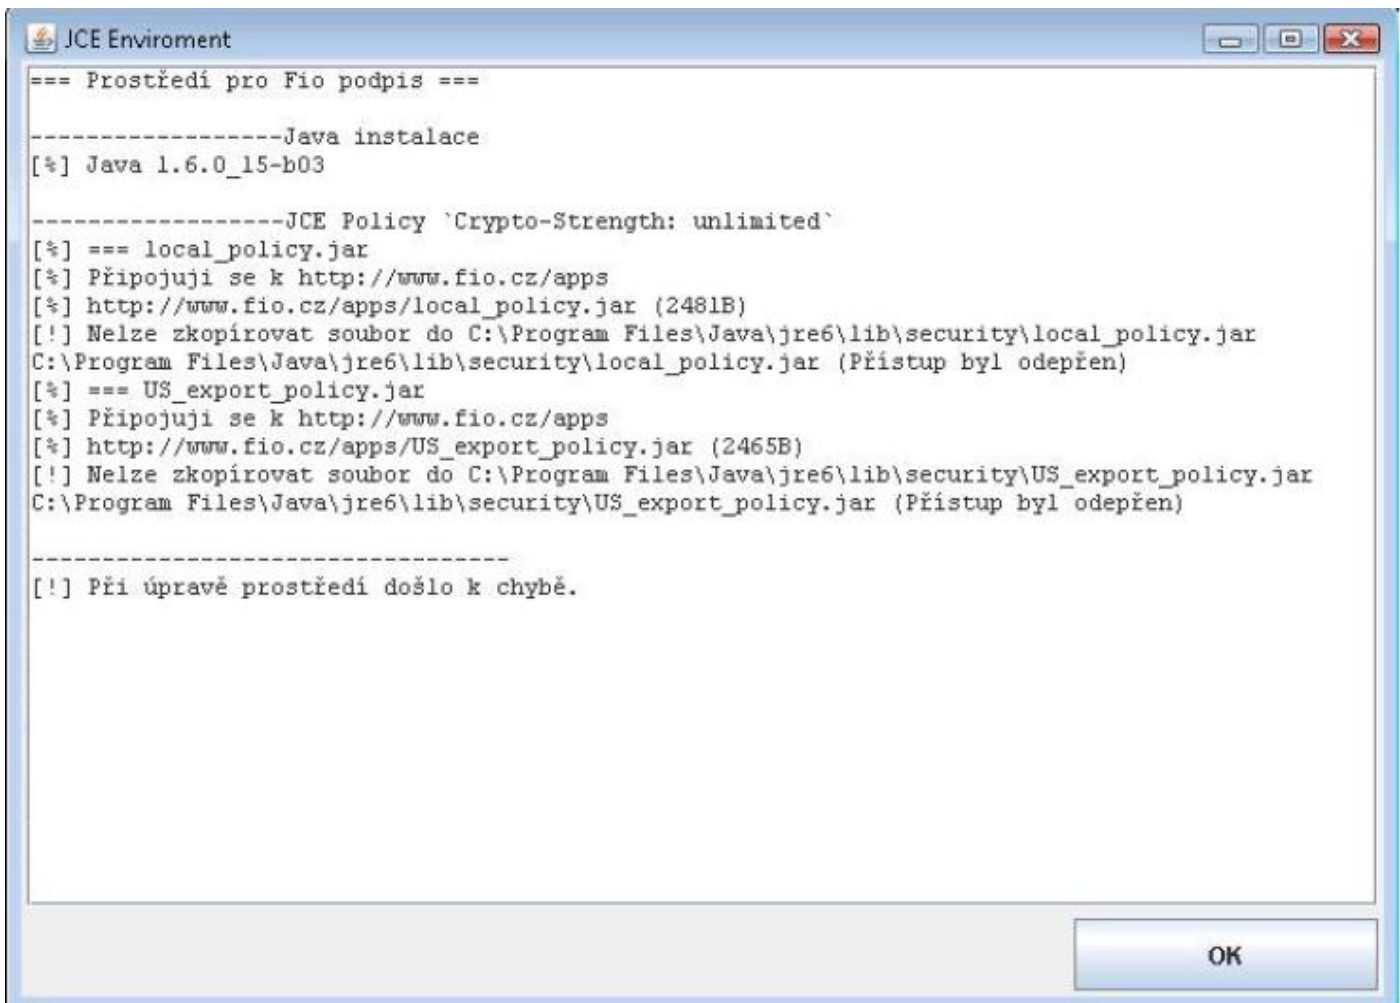 JCE Enviroment
=== Prostředí pro Fio podpis ===
------------------Java instalace
[%] Java 1.6.0_15-b03
------------------JCE Policy `Crypto-Strength: unlimited`
[%] === local_policy.jar
[%] Připojuji se k http://www.fio.cz/apps
[%] http://www.fio.cz/apps/local_policy.jar (2481B)
[!] Nelze zkopírovat soubor do C:\Program Files\Java\jre6\lib\security\local_policy.jar
C:\Program Files\Java\jre6\lib\security\local_policy.jar (Přístup byl odepřen)
[%] === US_export_policy.jar
[%] Připojuji se k http://www.fio.cz/apps
[%] http://www.fio.cz/apps/US_export_policy.jar (2465B)
[!] Nelze zkopírovat soubor do C:\Program Files\Java\jre6\lib\security\US_export_policy.jar
C:\Program Files\Java\jre6\lib\security\US_export_policy.jar (Přístup byl odepřen)
----------------------------------
[!] Při úpravě prostředí došlo k chybě.
OK